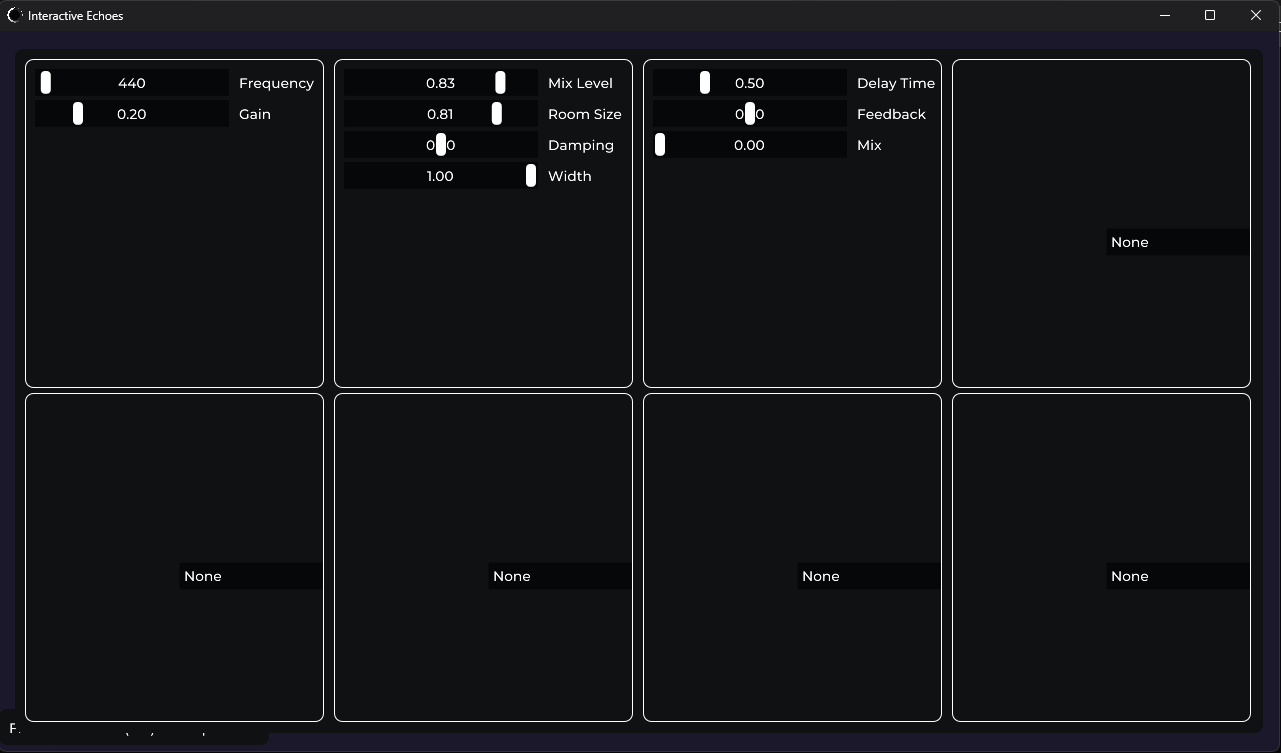 Interactive Echoes
440 Frequency
0.20 Gain
0.83 Mix Level
0.81 Room Size
Damping
1.00 Width
0.50 Delay Time
Feedback
0.00 Mix
None
None
None
None
None